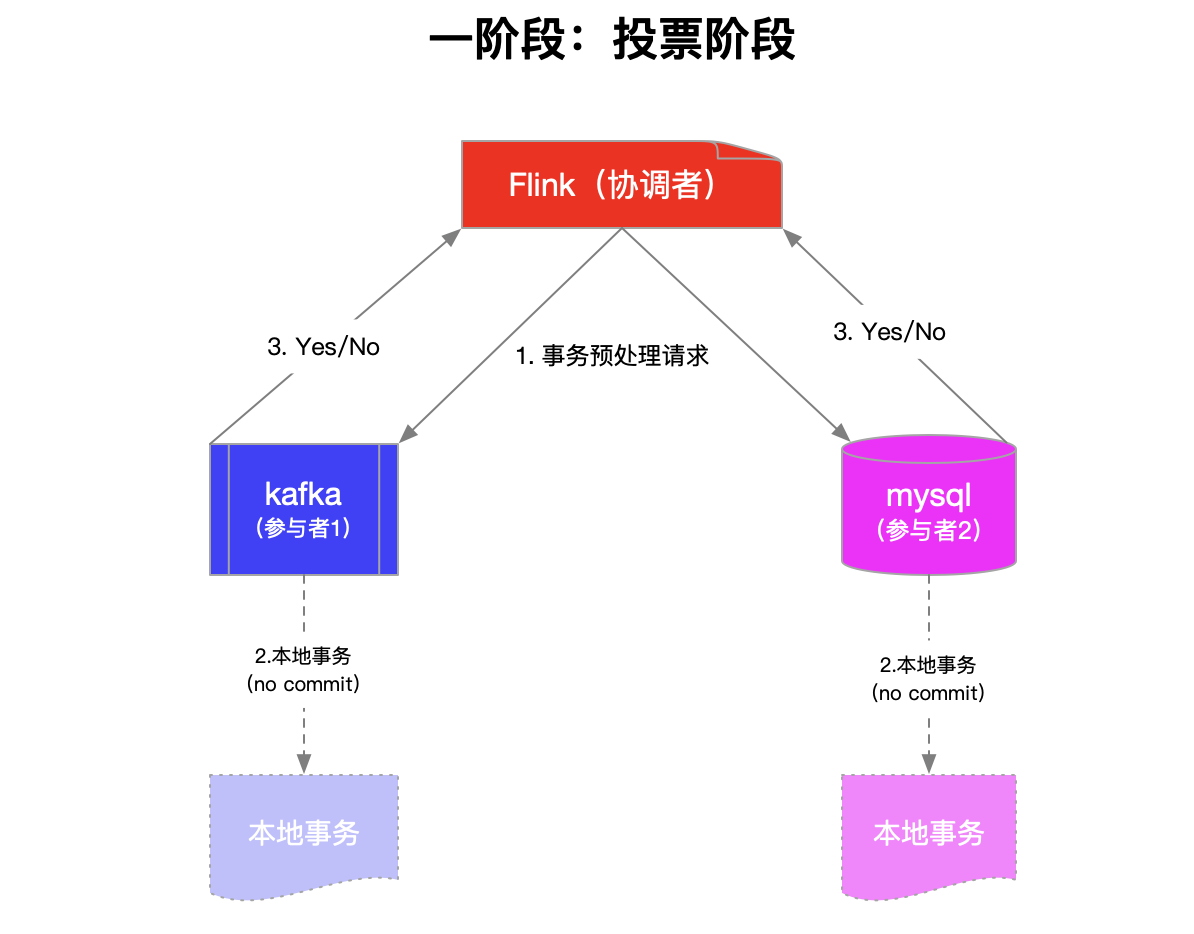 一阶段：投票阶段
Flink（协调者）
3. Yes/No
3. Yes/No
1. 事务预处理请求
kafka
（参与者1）
mysql
（参与者2）
2.本地事务
(no commit)
2.本地事务
(no commit)
本地事务
本地事务